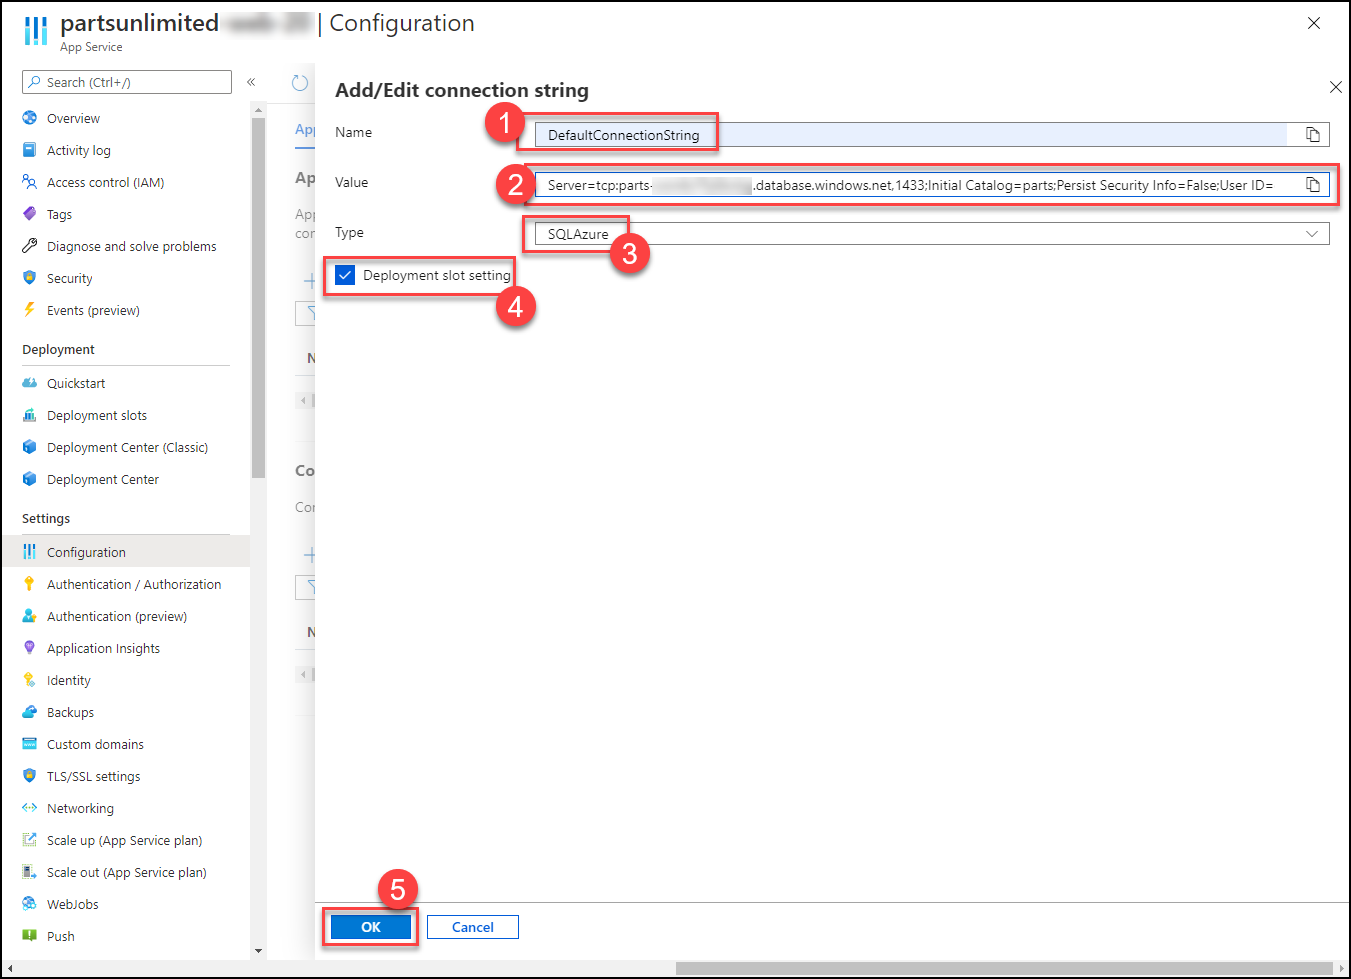 partsunlimited | Configuration
App Service
Search (Ctrl+/)
«
Overview
Activity log
Access control (IAM)
Tags
Diagnose and solve problems
Security
Events (preview)
Deployment
Quickstart
Deployment slots
Deployment Center (Classic)
Deployment Center
Settings
Configuration
Authentication / Authorization
Authentication (preview)
Application Insights
Identity
Backups
Custom domains
TLS/SSL settings
Networking
Scale up (App Service plan)
Scale out (App Service plan)
WebJobs
Push
App
Ap
App
con
N
Co
Con
N
Add/Edit connection string
Name
1
DefaultConnectionString
Value
2
Server=tcp:parts-.database.windows.net,1433;Initial Catalog=parts;Persist Security Info=False;User ID=
Type
SQLAzure
3
Deployment slot setting
4
5
OK
Cancel